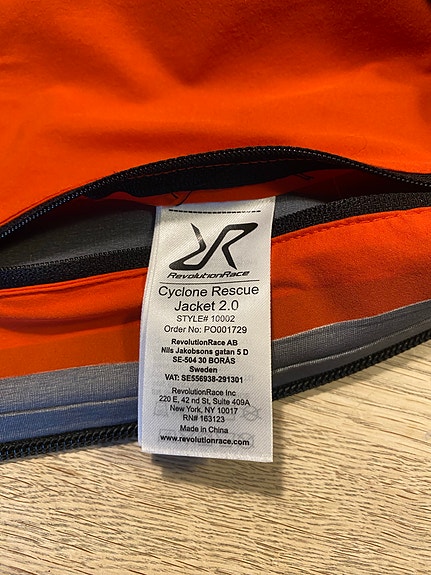 RevolutionRace
Cyclone Rescue
Jacket 2.0
STYLE# 10002
Order No: PO001729
RevolutionRace AB
Nils Jakobsons gatan 5 D
SE-504 30 BORÅS
Sweden
VAT: SE556938-291301
RevolutionRace Inc
220 E, 42 nd St, Suite 409A
New York, NY 10017
RN# 163123
Made in China
www.revolutionrace.com